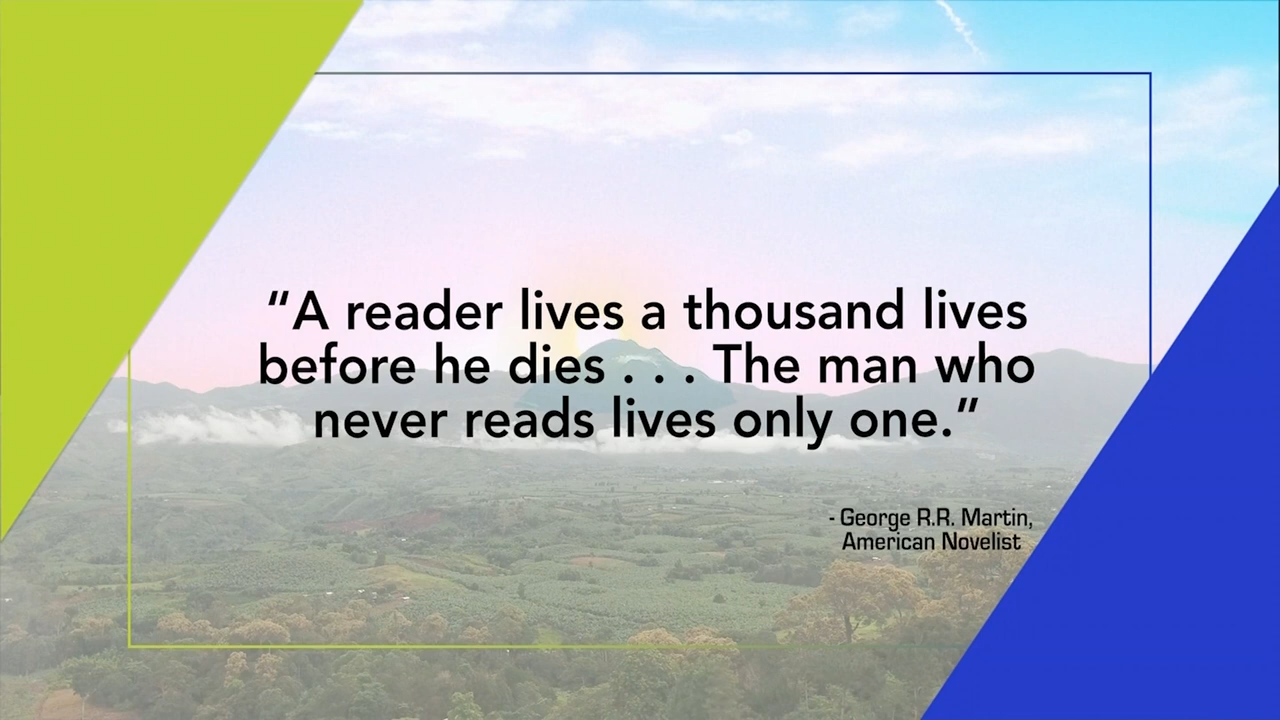 “A reader lives a thousand lives
before he dies . . . The man who
never reads lives only one.”
- George R.R. Martin,
American Novelist